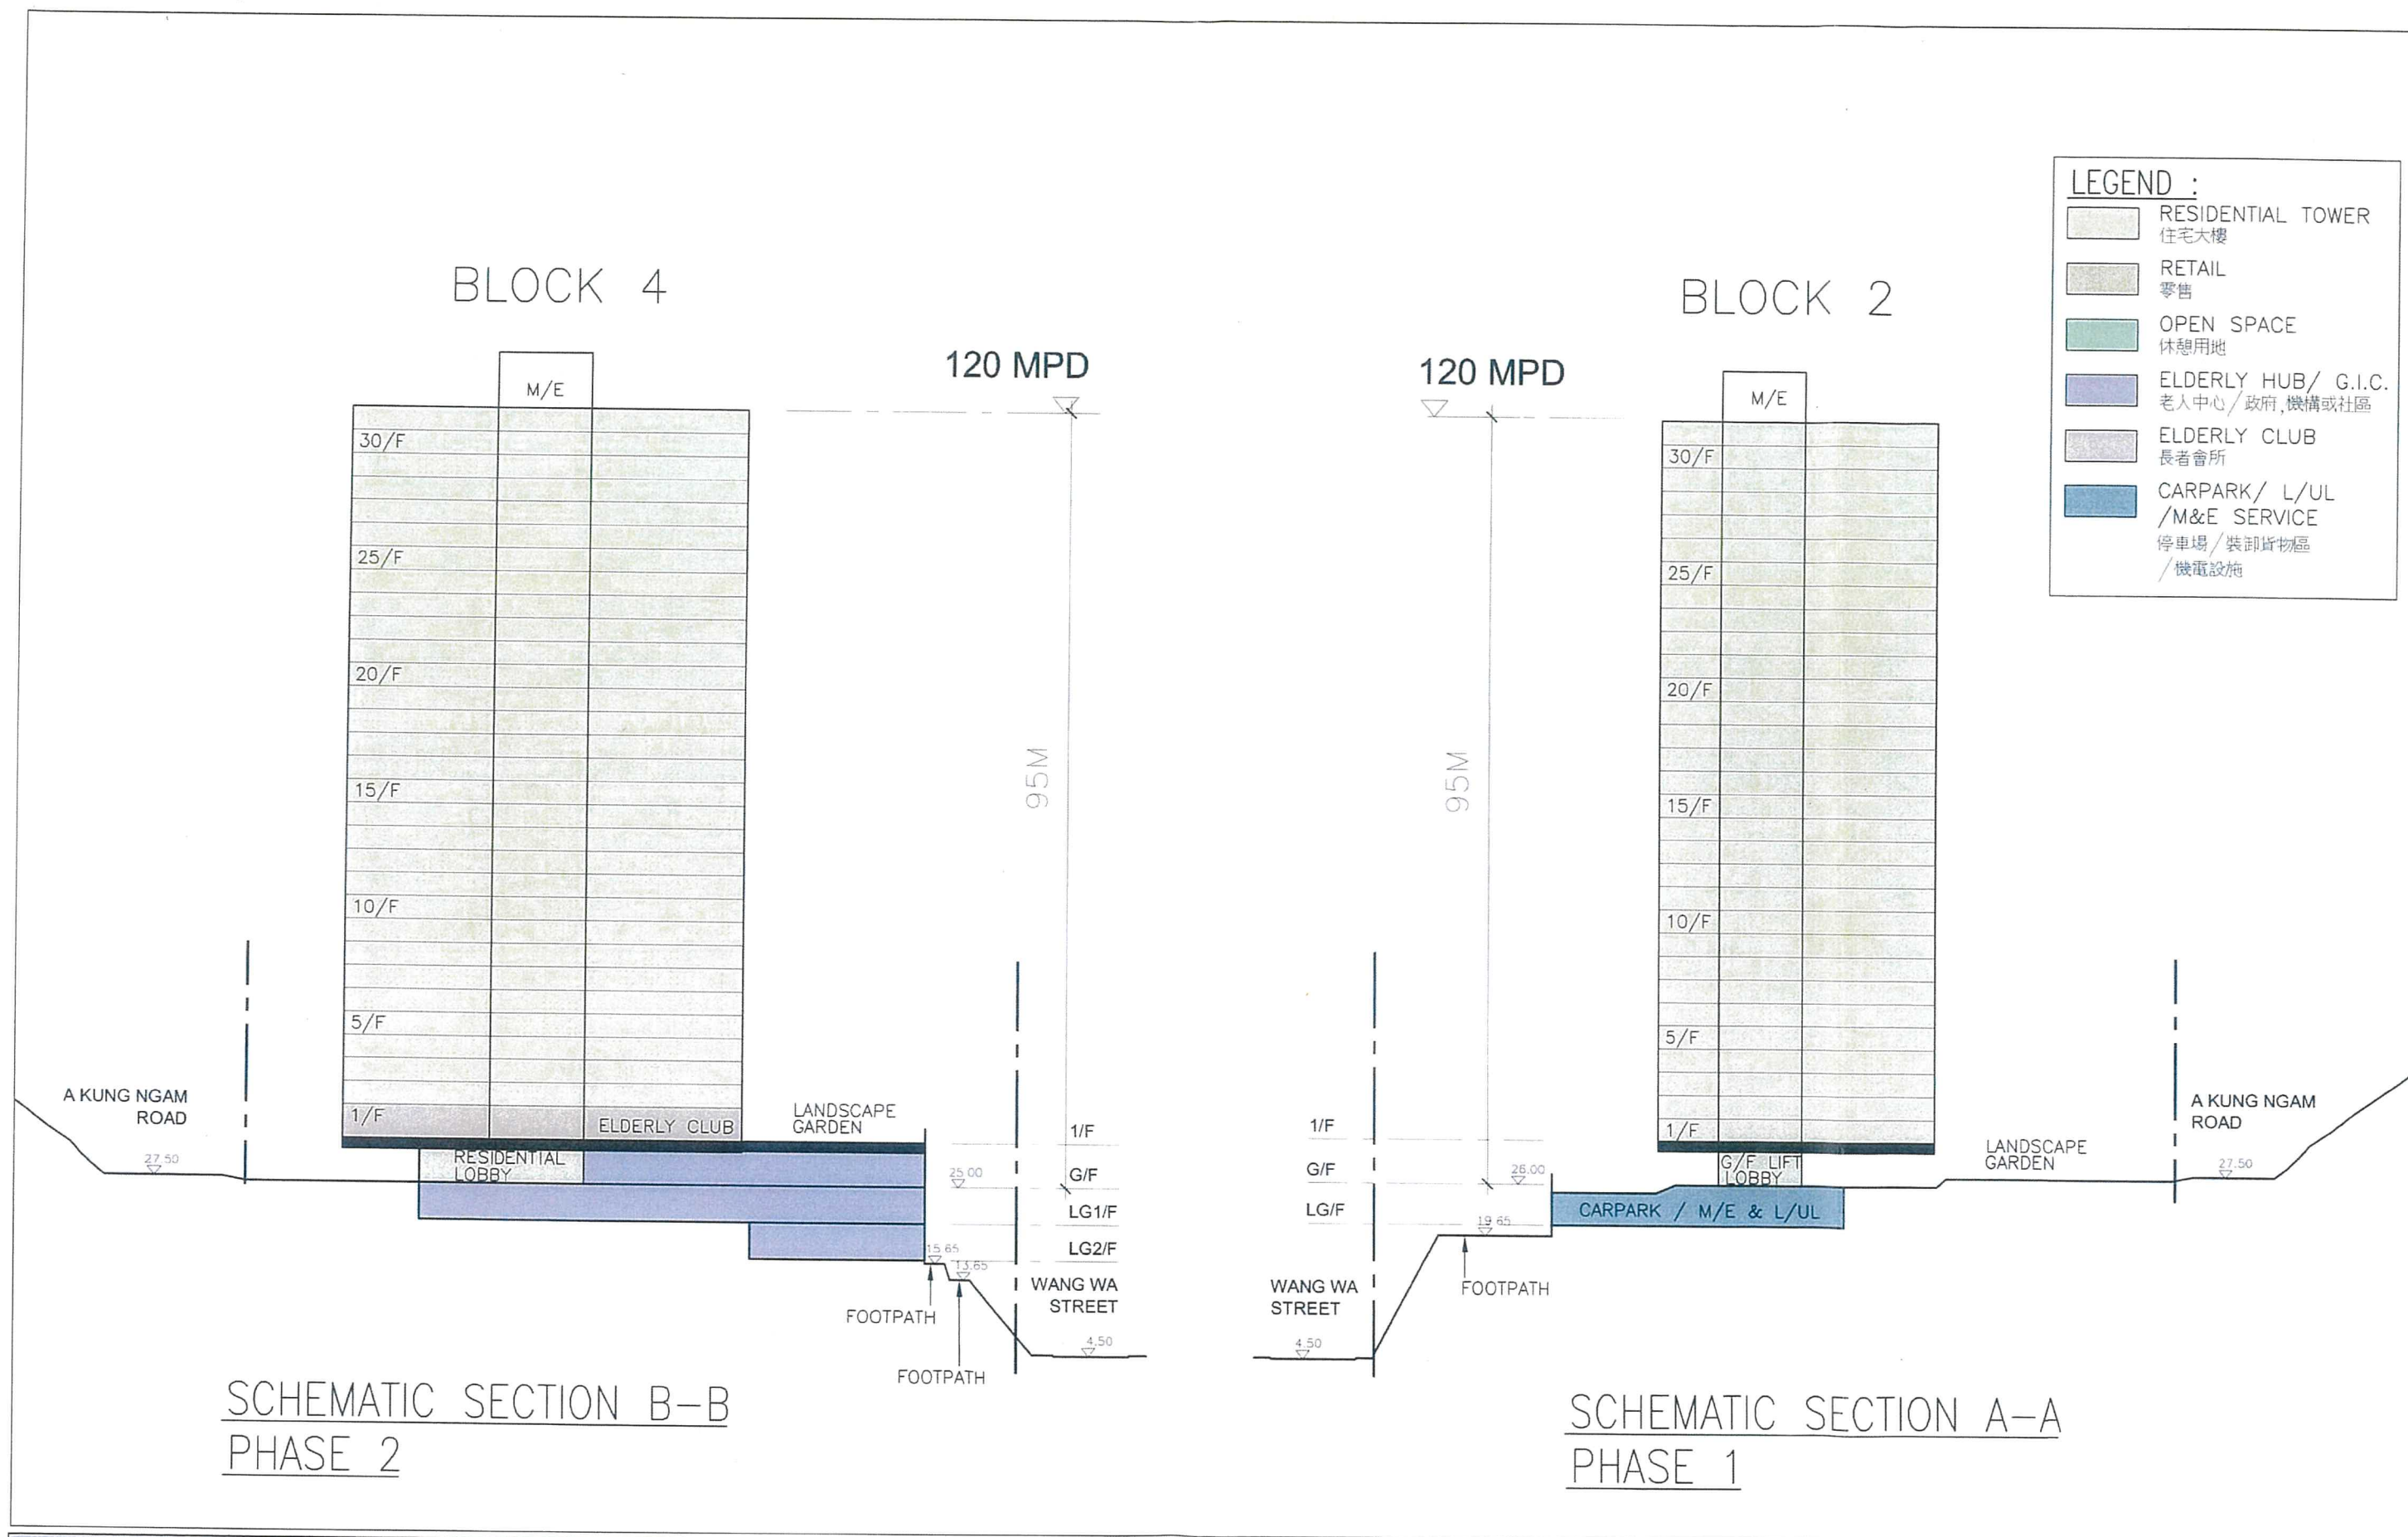 BLOCK 4
120 MPD
M/E
30/F
25/F
20/F
15/F
10/F
5/F
1/F
ELDERLY CLUB
LANDSCAPE
GARDEN
RESIDENTIAL
LOBBY
A KUNG NGAM
ROAD
27.50
95M
1/F
25.00
G/F
LG1/F
LG2/F
15.65
13.65
WANG WA
STREET
FOOTPATH
FOOTPATH
4.50
SCHEMATIC SECTION B-B
PHASE 2
BLOCK 2
120 MPD
M/E
30/F
25/F
20/F
15/F
10/F
5/F
1/F
95M
1/F
G/F
26.00
LG/F
19.65
G/F LIFT
LOBBY
CARPARK / M/E & L/UL
LANDSCAPE
GARDEN
A KUNG NGAM
ROAD
27.50
WANG WA
STREET
FOOTPATH
4.50
SCHEMATIC SECTION A-A
PHASE 1
LEGEND :
RESIDENTIAL TOWER
住宅大樓
RETAIL
零售
OPEN SPACE
休憩用地
ELDERLY HUB/ G.I.C.
老人中心/政府,機構或社區
ELDERLY CLUB
長者會所
CARPARK/ L/UL
/M&E SERVICE
停車場/裝卸貨物區
/機電設施